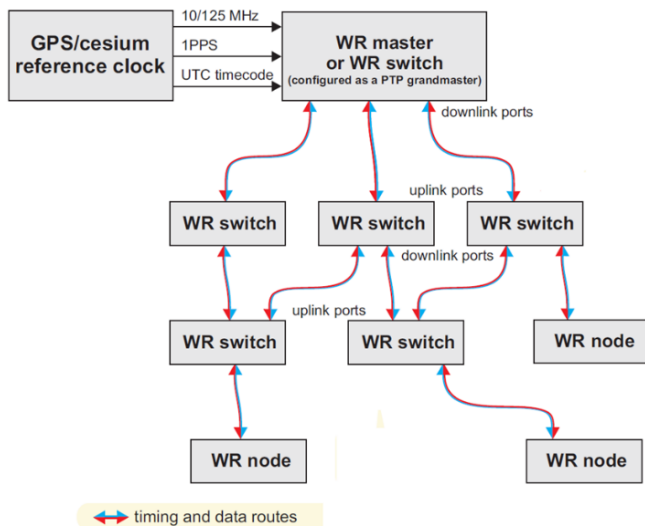 10/125 MHz
GPS/cesium
reference clock
1PPS
UTC timecode
WR master
or WR switch
(configured as a PTP grandmaster)
downlink ports
uplink ports
WR switch
WR switch
WR switch
downlink ports
uplink ports
WR switch
WR switch
WR node
WR node
WR node
timing and data routes